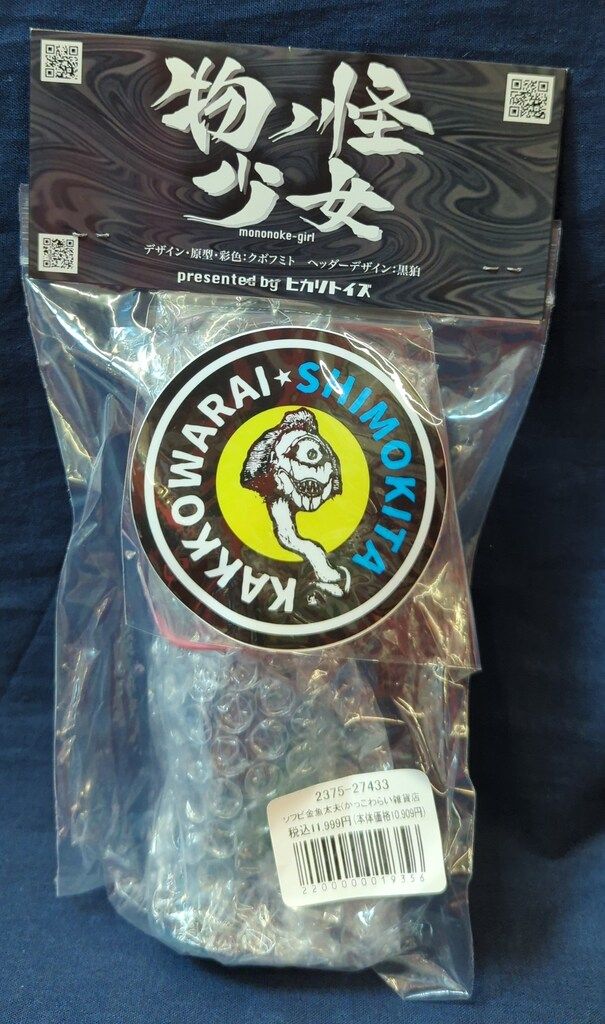 物ノ怪
少女
mononoke-girl
デザイン・原型・彩色:クボフミト ヘッダーデザイン:黒狛
presented by ヒカリトイズ
KAKKOWARAI★SHIMOKITA
2375-27433
ソフビ金魚太夫(かっこわらい雑貨店
税込11,999円(本体価格10,909円)
2200000019356